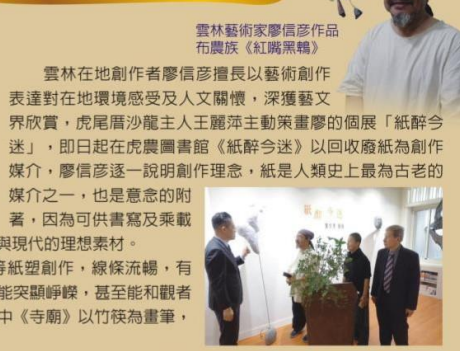 雲林藝術家廖信彦作品
布農族《紅嘴黑鵯》
雲林在地創作者廖信彦擅長以藝術創作
表達對在地環境感受及人文關懷，深獲藝文
界欣賞，虎尾厝沙龍主人王麗萍主動策畫廖的個展「紙醉今
迷」，即日起在虎農圖書館《紙醉今迷》以回收廢紙為創作
媒介，廖信彦逐一說明創作理念，紙是人類史上最為古老的
媒介之一，也是意念的附
著，因為可供書寫及乘載
與現代的理想素材。
等紙塑創作，線條流暢，有
能突顯崢嶸，甚至能和觀者
中《寺廟》以竹筷為畫筆，
紙醉今迷